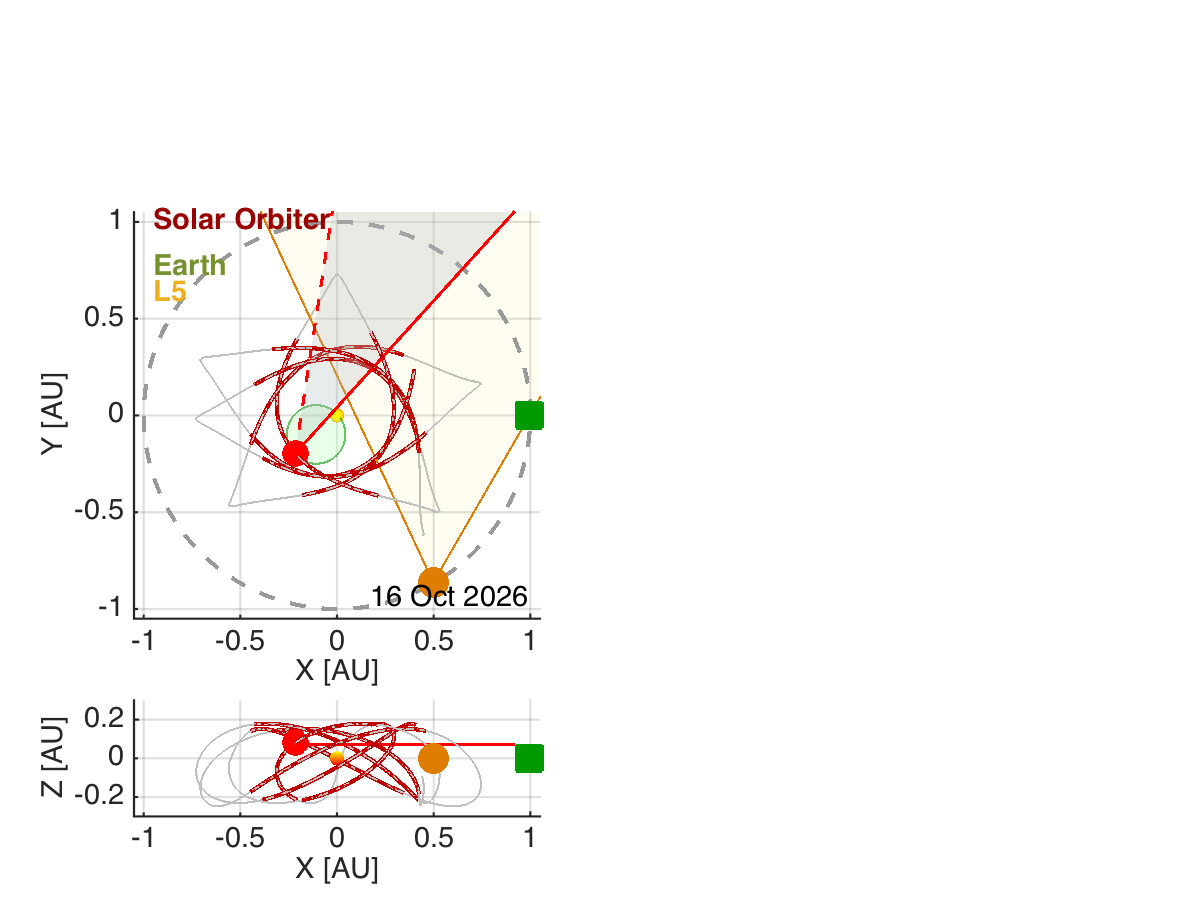 1
Solar Orbiter
Earth
L5
0.5
0
-0.5
-1
Y [AU]
16 Oct 2026
-1 -0.5 0 0.5 1
X [AU]
0.2
0
-0.2
Z [AU]
-1 -0.5 0 0.5 1
X [AU]